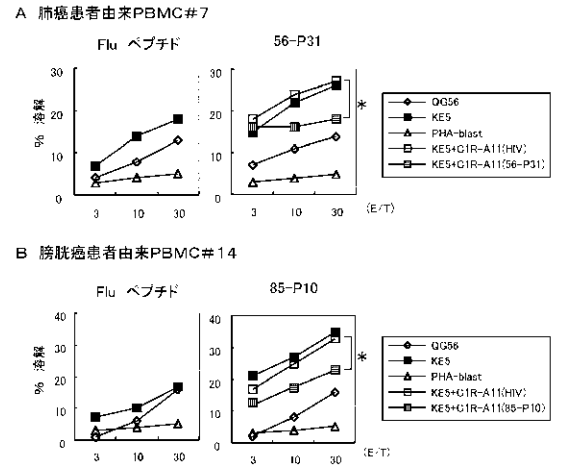 A 肺癌患者由来PBMC#7
Flu ペプチド
56-P31
% 溶解
30
20
10
0
3 10 30
30
20
10
0
3 10 30
(E/T)
*
QG56
KE5
PHA-blast
KE5+C1R-A11(HIV)
KE5+C1R-A11(56-P31)
B 膀胱癌患者由来PBMC#14
Flu ペプチド
85-P10
% 溶解
40
30
20
10
0
3 10 30
40
30
20
10
0
3 10 30
(E/T)
*
QG56
KE5
PHA-blast
KE5+C1R-A11(HIV)
KE5+C1R-A11(85-P10)